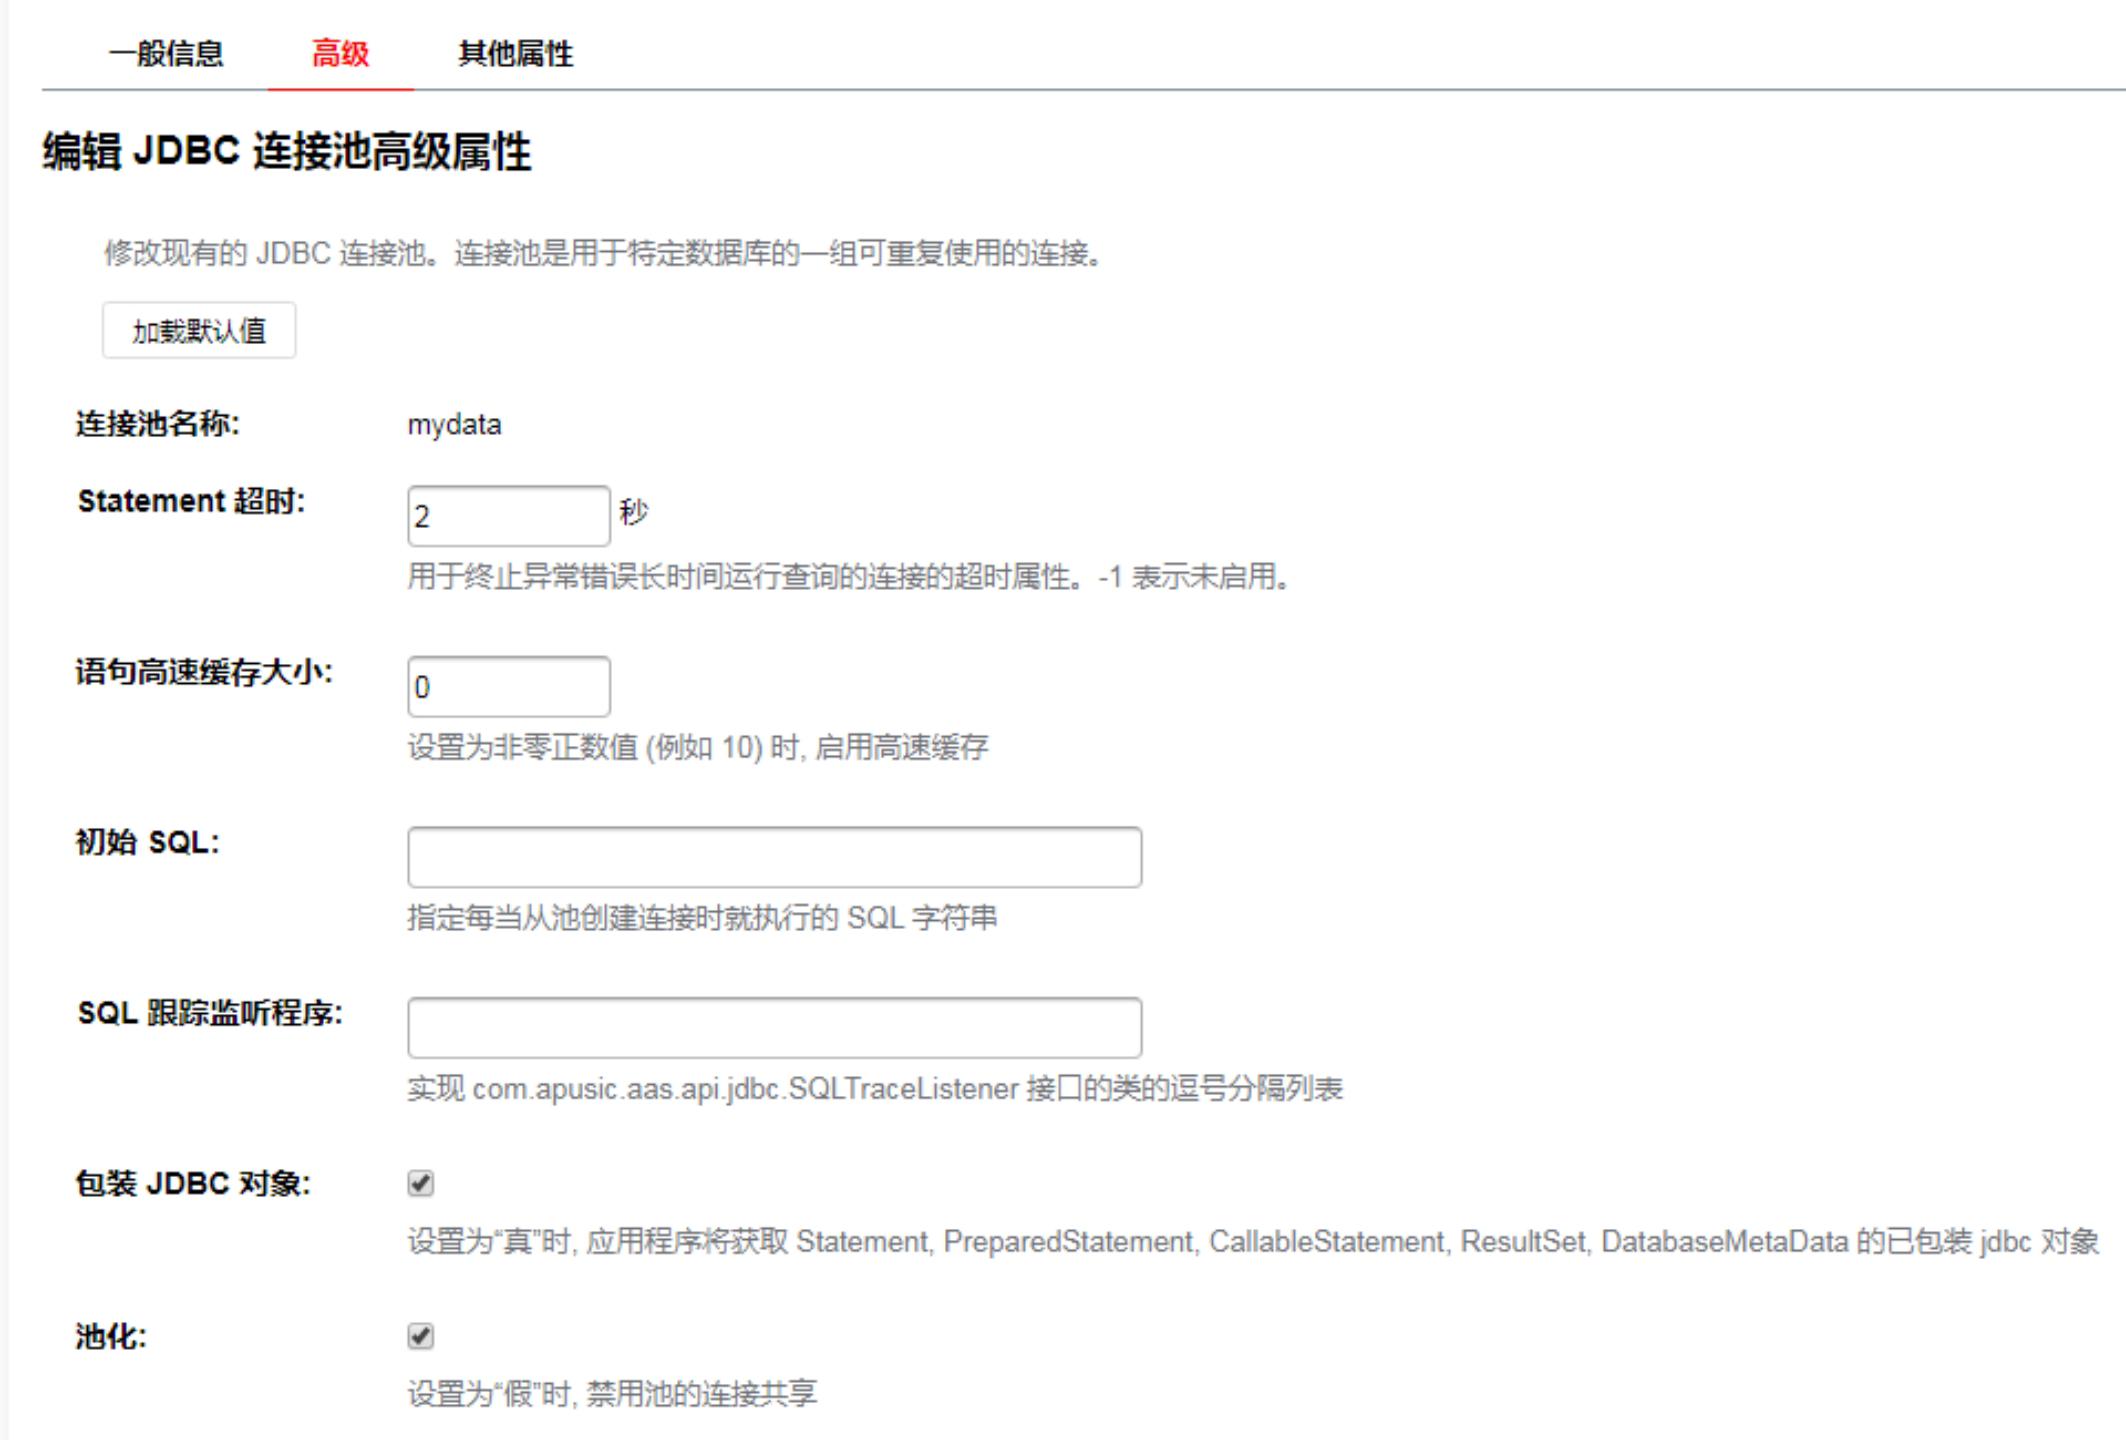 一般信息 高级 其他属性
编辑 JDBC 连接池高级属性
修改现有的 JDBC 连接池。连接池是用于特定数据库的一组可重复使用的连接。
加载默认值
连接池名称: mydata
Statement 超时: 2 秒
用于终止异常错误长时间运行查询的连接的超时属性。-1 表示未启用。
语句高速缓存大小: 0
设置为非零正数值 (例如 10) 时, 启用高速缓存
初始 SQL:
指定每当从池创建连接时就执行的 SQL 字符串
SQL 跟踪监听程序:
实现 com.apusic.aas.api.jdbc.SQLTraceListener 接口的类的逗号分隔列表
包装 JDBC 对象:
设置为“真”时, 应用程序将获取 Statement, PreparedStatement, CallableStatement, ResultSet, DatabaseMetaData 的已包装 jdbc 对象
池化:
设置为“假”时, 禁用池的连接共享